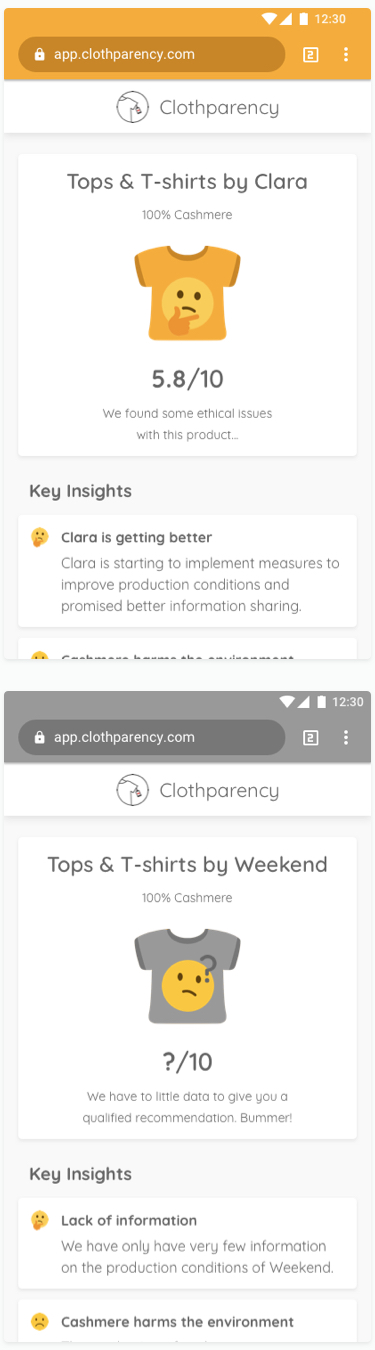 12:30
app.clothparency.com
2
Clothparency
Tops & T-shirts by Clara
100% Cashmere
5.8/10
We found some ethical issues
with this product...
Key Insights
Clara is getting better
Clara is starting to implement measures to
improve production conditions and
promised better information sharing.
Cashmere harms the environment
12:30
app.clothparency.com
2
Clothparency
Tops & T-shirts by Weekend
100% Cashmere
?
?/10
We have to little data to give you a
qualified recommendation. Bummer!
Key Insights
Lack of information
We have only have very few information
on the production conditions of Weekend.
Cashmere harms the environment